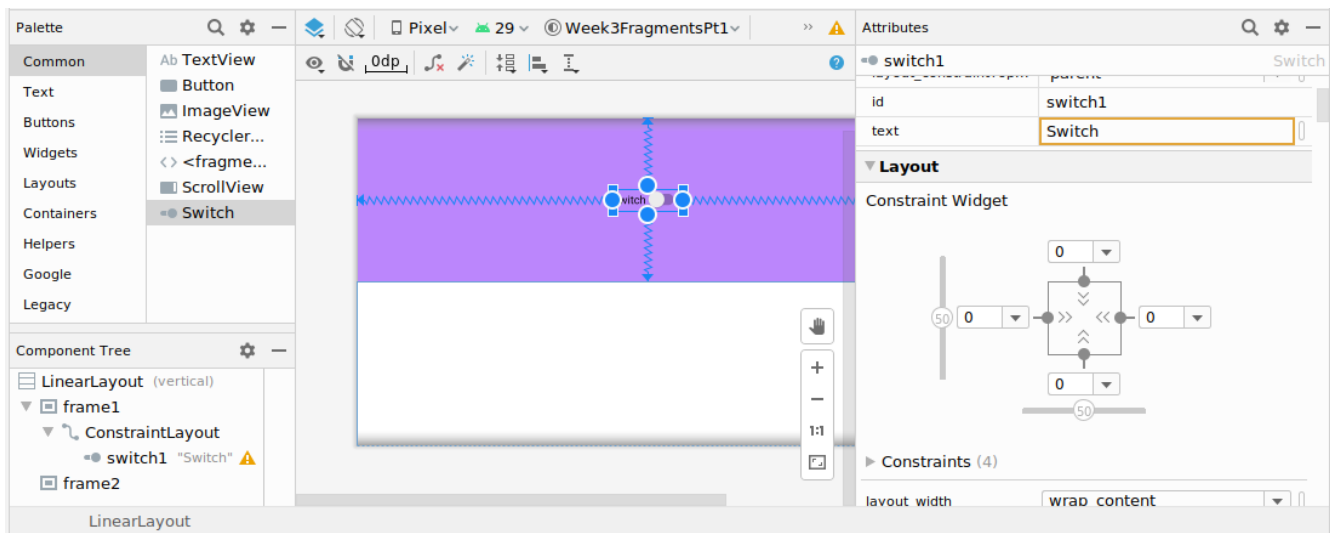 Palette
Common
Text
Buttons
Widgets
Layouts
Containers
Helpers
Google
Legacy
Ab TextView
Button
ImageView
Recycler...
<> <fragme...
ScrollView
Switch
Component Tree
LinearLayout (vertical)
frame1
ConstraintLayout
switch1 "Switch"
frame2
LinearLayout
Pixel 29 Week3FragmentsPt1 »
0dp
witch
1:1
Attributes
switch1 Switch
parent
id switch1
text Switch
Layout
Constraint Widget
0
50 0 0
0
50
Constraints (4)
layout_width wrap_content